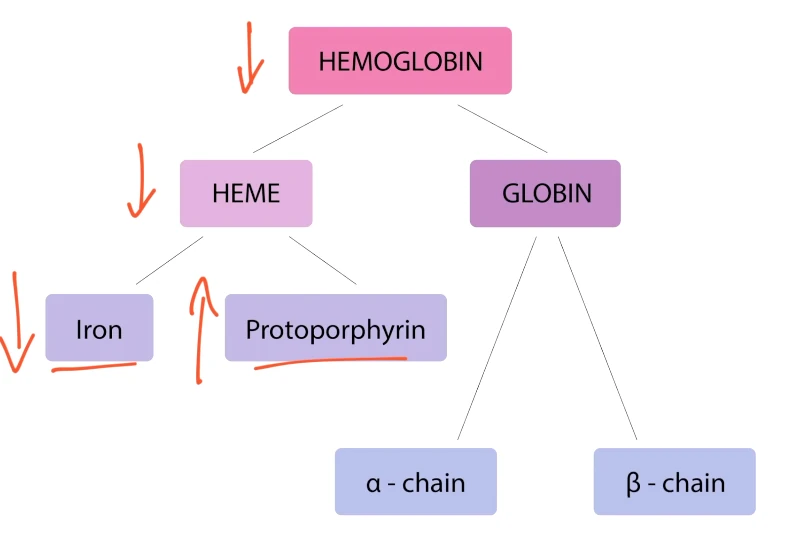 HEMOGLOBIN
HEME
GLOBIN
Iron
Protoporphyrin
α - chain
β - chain